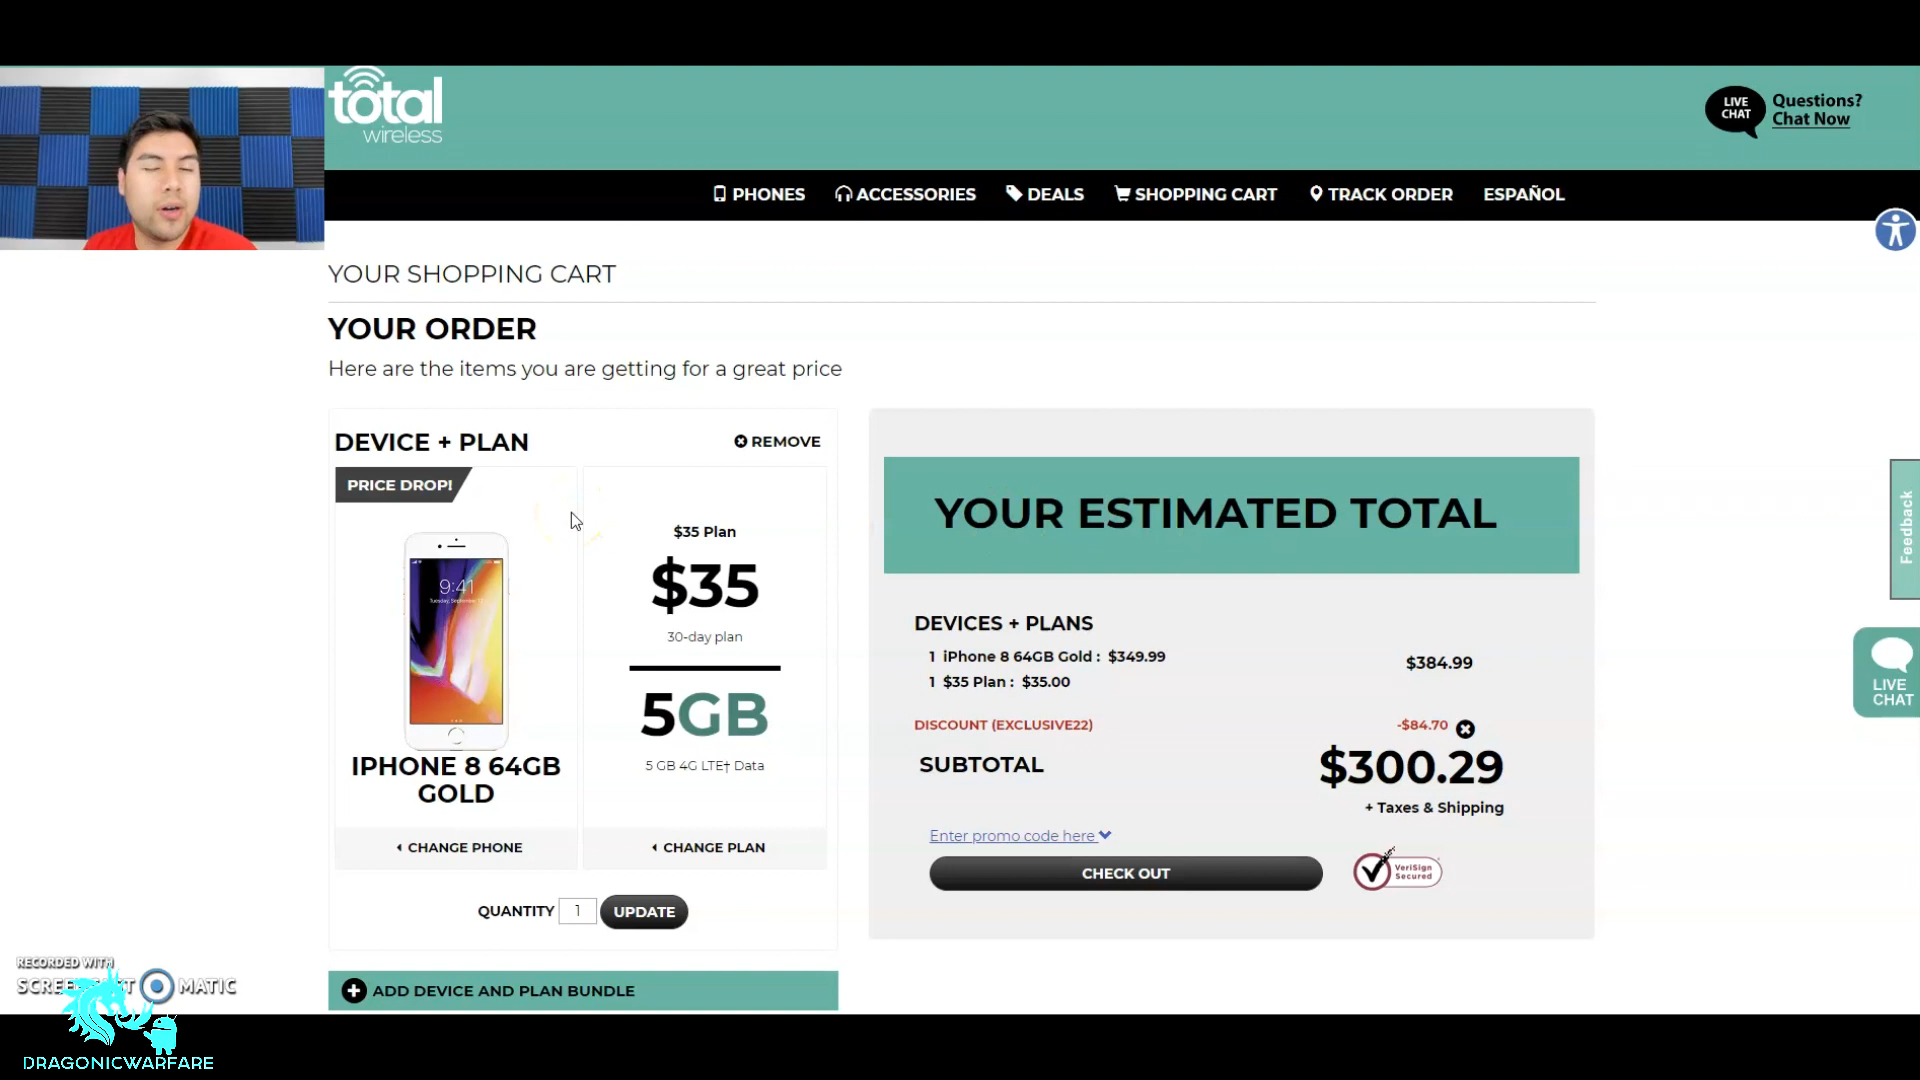 total
wireless
LIVE CHAT
Questions?
Chat Now
PHONES ACCESSORIES DEALS SHOPPING CART TRACK ORDER ESPAÑOL
YOUR SHOPPING CART
YOUR ORDER
Here are the items you are getting for a great price
DEVICE + PLAN
REMOVE
PRICE DROP!
9:41
IPHONE 8 64GB
GOLD
CHANGE PHONE
$35 Plan
$35
30-day plan
5GB
5 GB 4G LTE† Data
CHANGE PLAN
QUANTITY 1 UPDATE
ADD DEVICE AND PLAN BUNDLE
YOUR ESTIMATED TOTAL
DEVICES + PLANS
1 iPhone 8 64GB Gold : $349.99
1 $35 Plan : $35.00
$384.99
DISCOUNT (EXCLUSIVE22) -$84.70
SUBTOTAL $300.29
+ Taxes & Shipping
Enter promo code here
CHECK OUT
VeriSign
Secured
Feedback
LIVE
CHAT
RECORDED WITH
MATIC
DRAGONICWARFARE